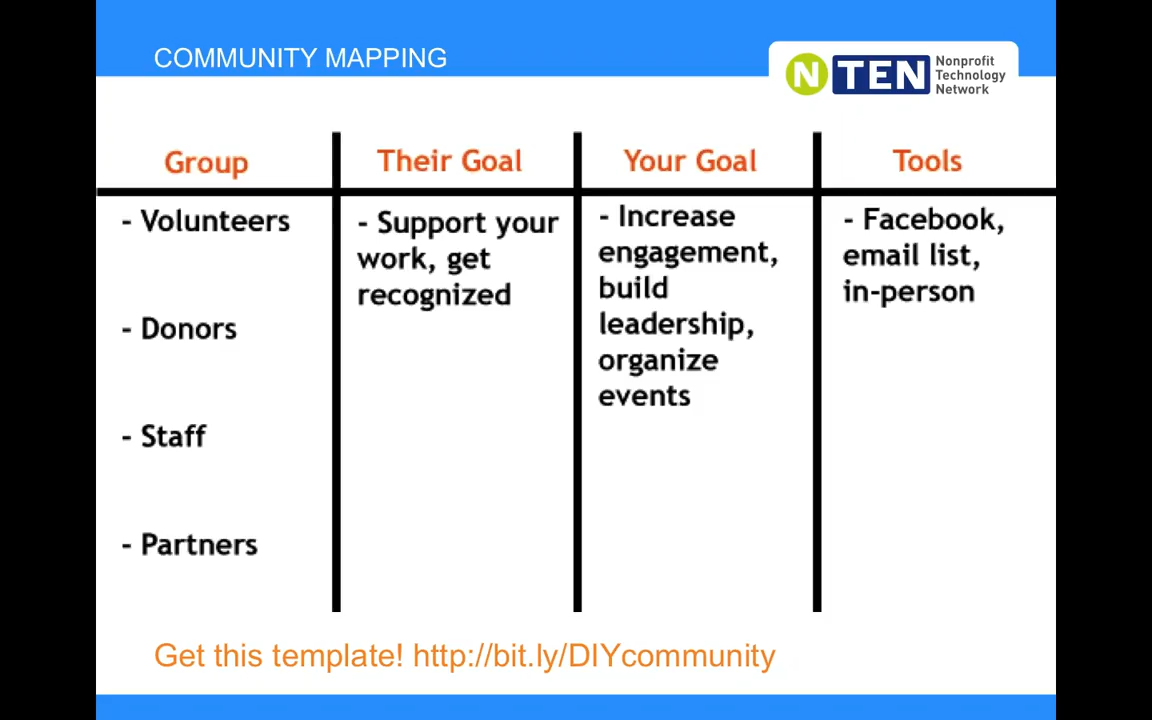 COMMUNITY MAPPING
N TEN
Nonprofit
Technology
Network
Group
Their Goal
Your Goal
Tools
- Volunteers
- Donors
- Staff
- Partners
- Support your
work, get
recognized
- Increase
engagement,
build
leadership,
organize
events
- Facebook,
email list,
in-person
Get this template! http://bit.ly/DIYcommunity